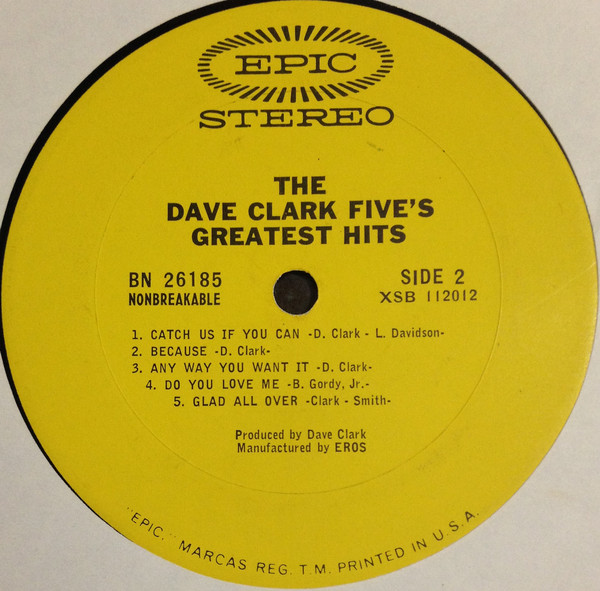 EPIC
STEREO
THE
DAVE CLARK FIVE'S
GREATEST HITS
BN 26185
NONBREAKABLE
SIDE 2
XSB 112012
1. CATCH US IF YOU CAN -D. Clark - L. Davidson-
2. BECAUSE -D. Clark-
3. ANY WAY YOU WANT IT -D. Clark-
4. DO YOU LOVE ME -B. Gordy, Jr.-
5. GLAD ALL OVER -Clark - Smith-
Produced by Dave Clark
Manufactured by EROS
"EPIC," MARCAS REG. T.M. PRINTED IN U.S.A.